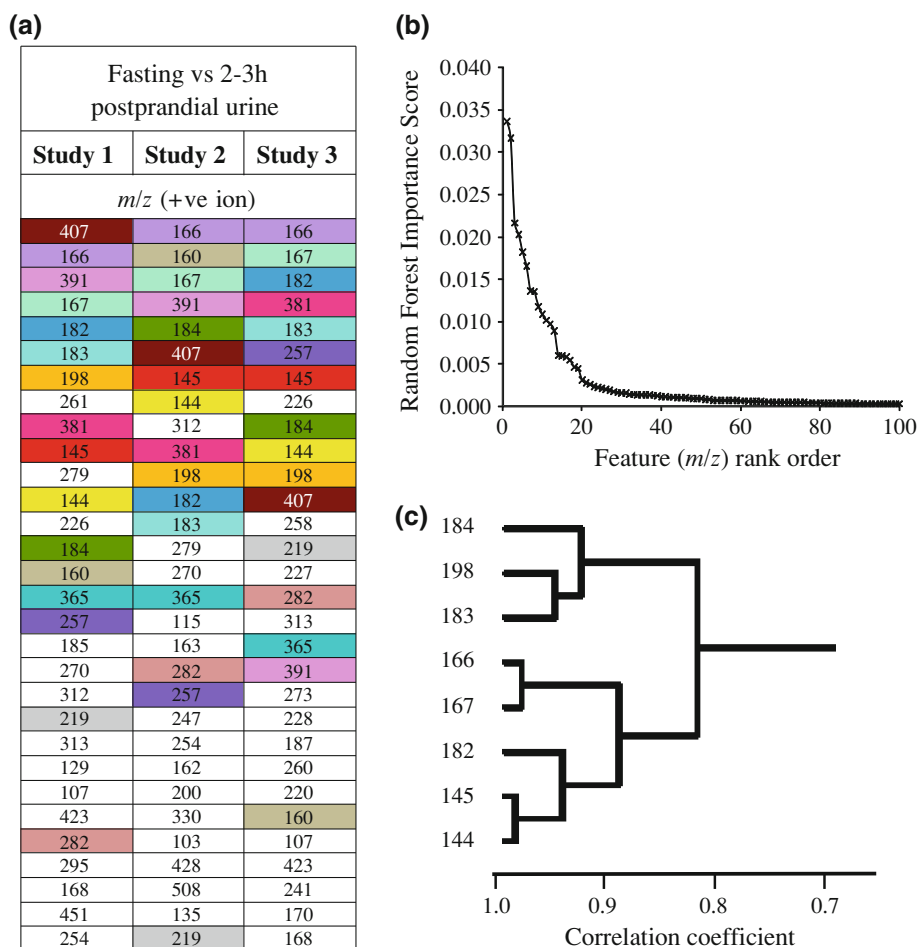 (a)
Fasting vs 2-3h
postprandial urine
Study 1 Study 2 Study 3
m/z (+ve ion)
407 166 166
166 160 167
391 167 182
167 391 381
182 184 183
183 407 257
198 145 145
261 144 226
381 312 184
145 381 144
279 198 198
144 182 407
226 183 258
184 279 219
160 270 227
365 365 282
257 115 313
185 163 365
270 282 391
312 257 273
219 247 228
313 254 187
129 162 260
107 200 220
423 330 160
282 103 107
295 428 423
168 508 241
451 135 170
254 219 168
(b)
Random Forest Importance Score
0.040
0.035
0.030
0.025
0.020
0.015
0.010
0.005
0.000
0 20 40 60 80 100
Feature (m/z) rank order
(c)
184
198
183
166
167
182
145
144
1.0 0.9 0.8 0.7
Correlation coefficient